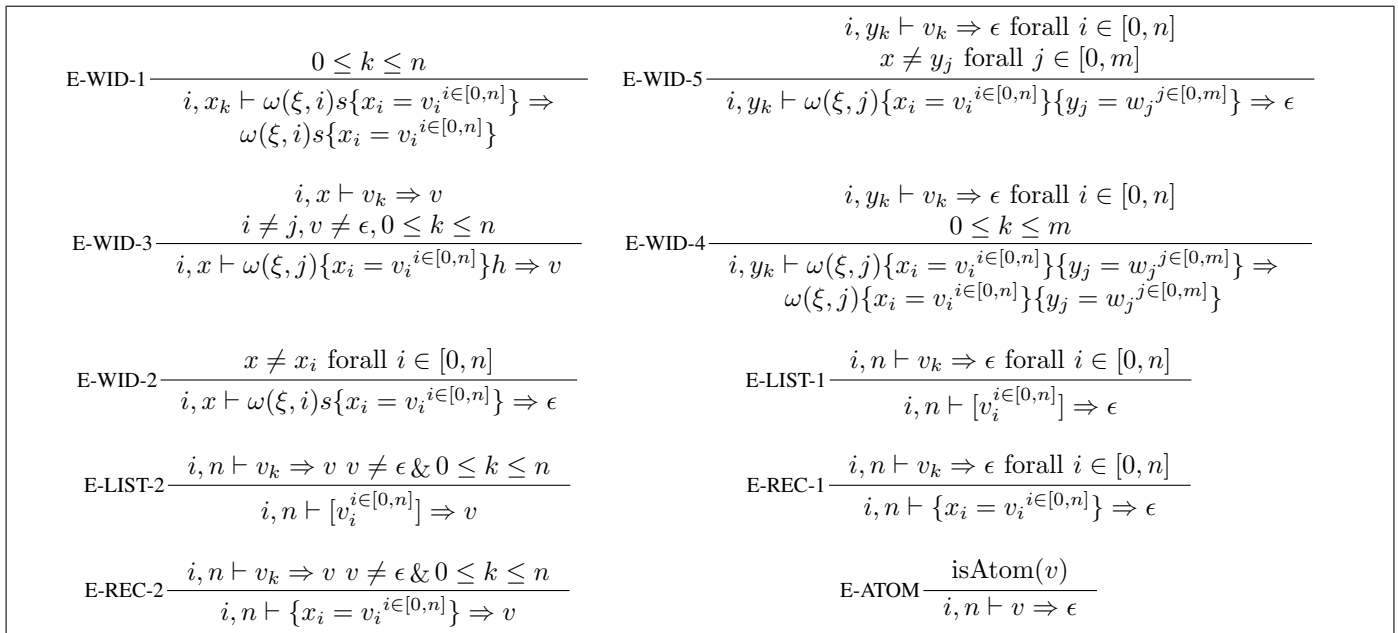 E-WID-1
0 ≤ k ≤ n
i, x_k ⊢ ω(ξ, i)s{x_i = v_i^{i∈[0,n]}} ⇒
ω(ξ, i)s{x_i = v_i^{i∈[0,n]}}
E-WID-5
i, y_k ⊢ v_k ⇒ ϵ forall i ∈ [0, n]
x ≠ y_j forall j ∈ [0, m]
i, y_k ⊢ ω(ξ, j){x_i = v_i^{i∈[0,n]}}{y_j = w_j^{j∈[0,m]}} ⇒ ϵ
E-WID-3
i, x ⊢ v_k ⇒ v
i ≠ j, v ≠ ϵ, 0 ≤ k ≤ n
i, x ⊢ ω(ξ, j){x_i = v_i^{i∈[0,n]}}h ⇒ v
E-WID-4
i, y_k ⊢ v_k ⇒ ϵ forall i ∈ [0, n]
0 ≤ k ≤ m
i, y_k ⊢ ω(ξ, j){x_i = v_i^{i∈[0,n]}}{y_j = w_j^{j∈[0,m]}} ⇒
ω(ξ, j){x_i = v_i^{i∈[0,n]}}{y_j = w_j^{j∈[0,m]}}
E-WID-2
x ≠ x_i forall i ∈ [0, n]
i, x ⊢ ω(ξ, i)s{x_i = v_i^{i∈[0,n]}} ⇒ ϵ
E-LIST-1
i, n ⊢ v_k ⇒ ϵ forall i ∈ [0, n]
i, n ⊢ [v_i^{i∈[0,n]}] ⇒ ϵ
E-LIST-2
i, n ⊢ v_k ⇒ v v ≠ ϵ & 0 ≤ k ≤ n
i, n ⊢ [v_i^{i∈[0,n]}] ⇒ v
E-REC-1
i, n ⊢ v_k ⇒ ϵ forall i ∈ [0, n]
i, n ⊢ {x_i = v_i^{i∈[0,n]}} ⇒ ϵ
E-REC-2
i, n ⊢ v_k ⇒ v v ≠ ϵ & 0 ≤ k ≤ n
i, n ⊢ {x_i = v_i^{i∈[0,n]}} ⇒ v
E-ATOM
isAtom(v)
i, n ⊢ v ⇒ ϵ